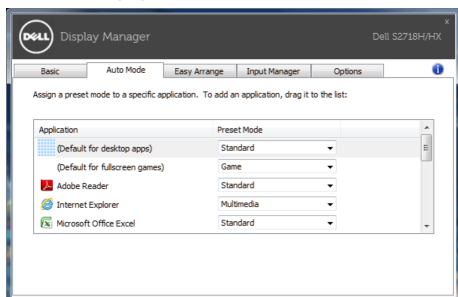 DELL Display Manager Dell S2718H/HX
Basic Auto Mode Easy Arrange Input Manager Options
Assign a preset mode to a specific application. To add an application, drag it to the list:
Application Preset Mode
(Default for desktop apps) Standard
(Default for fullscreen games) Game
Adobe Reader Standard
Internet Explorer Multimedia
Microsoft Office Excel Standard